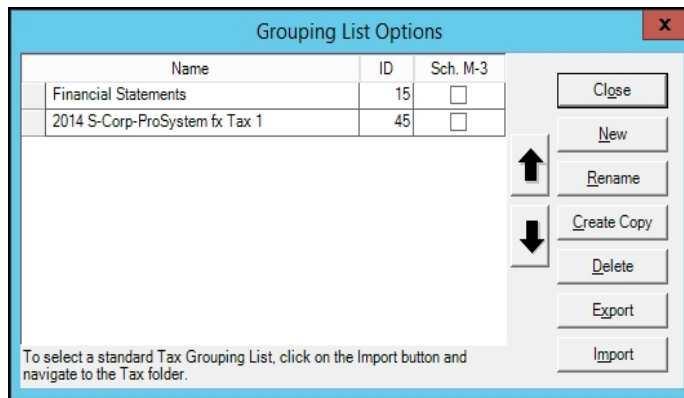 Grouping List Options
x
Name ID Sch. M-3
Financial Statements 15
2014 S-Corp-ProSystem fx Tax 1 45
Close
New
Rename
Create Copy
Delete
Export
Import
To select a standard Tax Grouping List, click on the Import button and
navigate to the Tax folder.